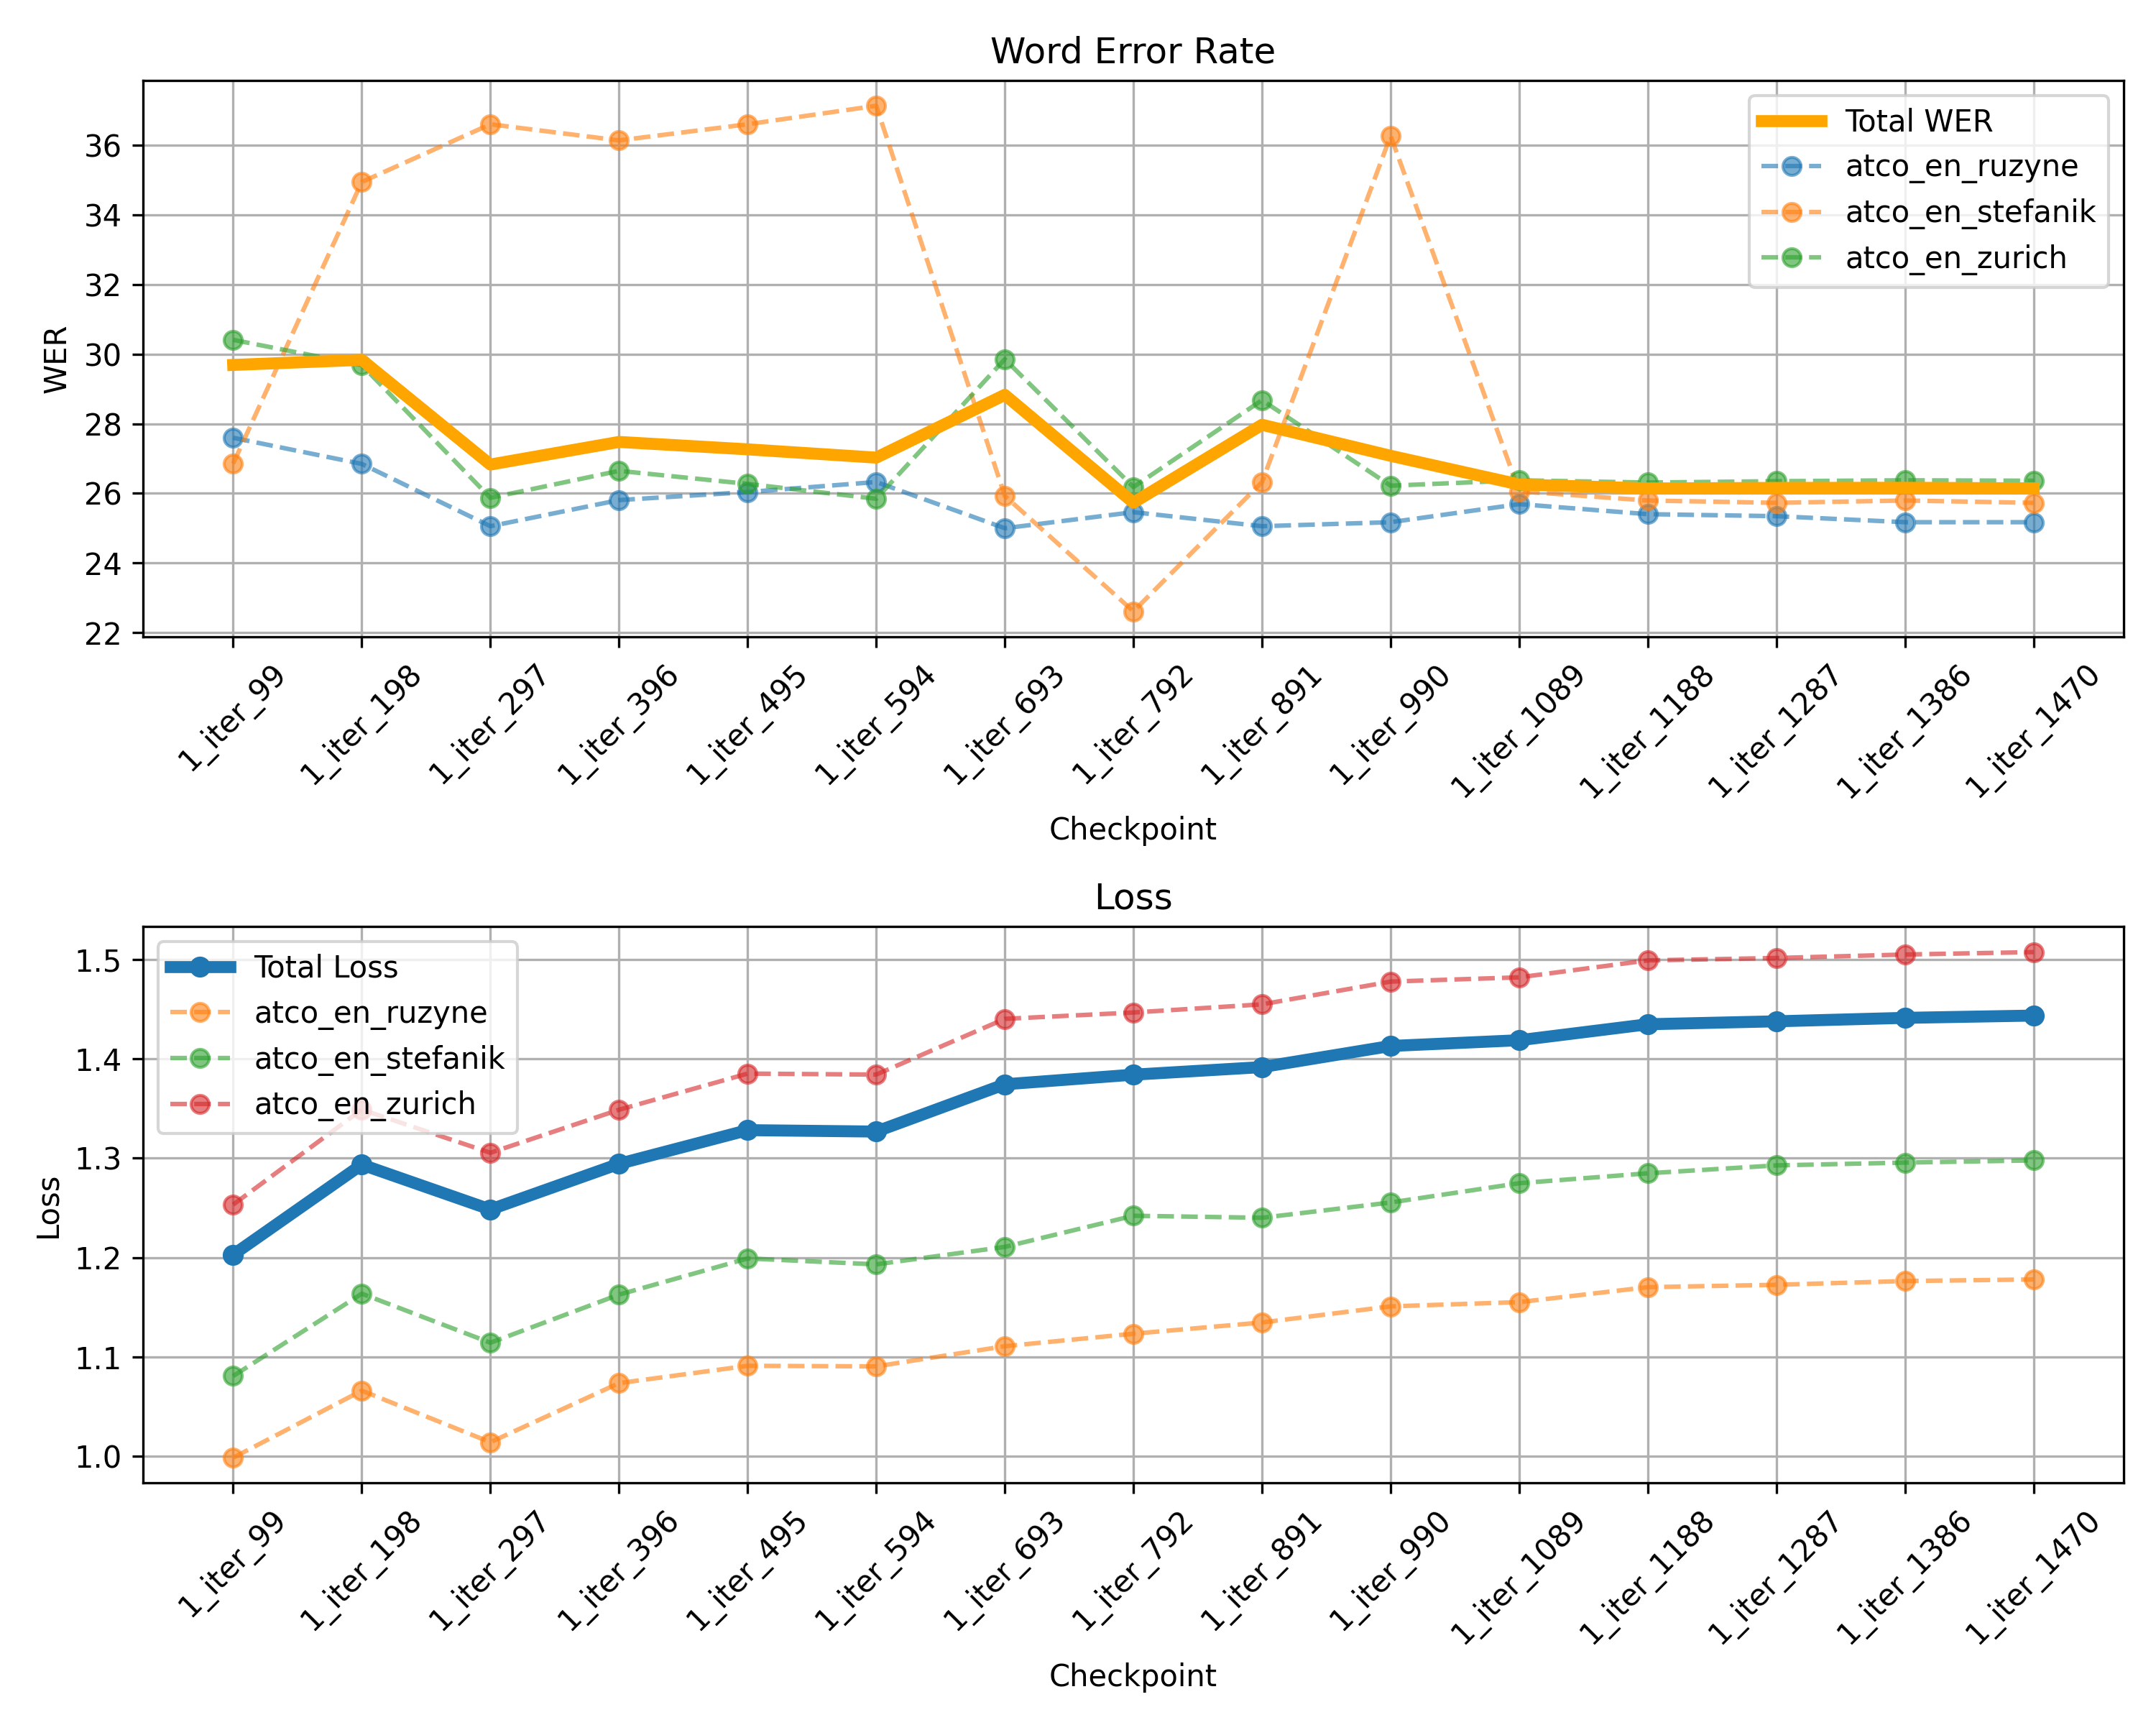 Word Error Rate
WER
36
34
32
30
28
26
24
22
Total WER
atco_en_ruzyne
atco_en_stefanik
atco_en_zurich
1_iter_99
1_iter_198
1_iter_297
1_iter_396
1_iter_495
1_iter_594
1_iter_693
1_iter_792
1_iter_891
1_iter_990
1_iter_1089
1_iter_1188
1_iter_1287
1_iter_1386
1_iter_1470
Checkpoint
Loss
Loss
1.5
1.4
1.3
1.2
1.1
1.0
Total Loss
atco_en_ruzyne
atco_en_stefanik
atco_en_zurich
1_iter_99
1_iter_198
1_iter_297
1_iter_396
1_iter_495
1_iter_594
1_iter_693
1_iter_792
1_iter_891
1_iter_990
1_iter_1089
1_iter_1188
1_iter_1287
1_iter_1386
1_iter_1470
Checkpoint